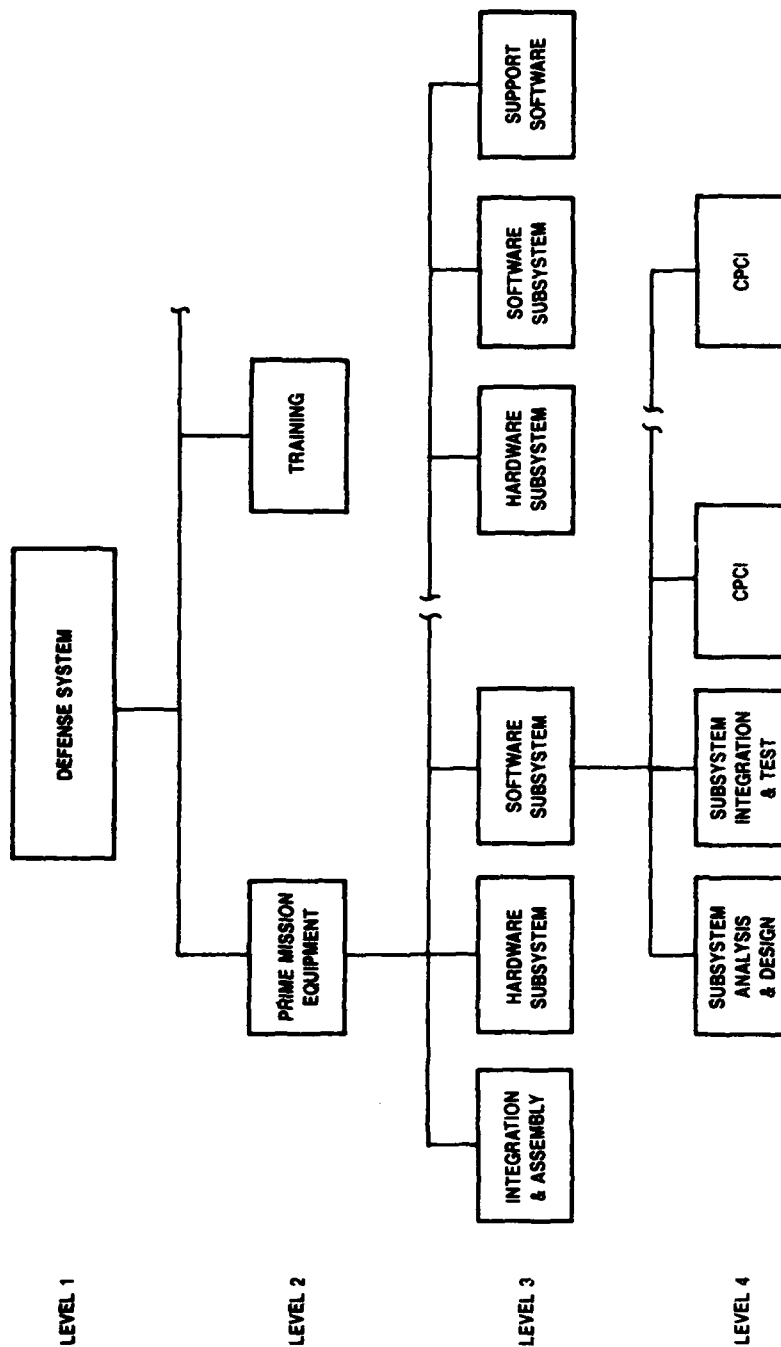 LEVEL 1
DEFENSE SYSTEM
LEVEL 2
PRIME MISSION
EQUIPMENT
TRAINING
LEVEL 3
INTEGRATION
& ASSEMBLY
HARDWARE
SUBSYSTEM
SOFTWARE
SUBSYSTEM
HARDWARE
SUBSYSTEM
SOFTWARE
SUBSYSTEM
SUPPORT
SOFTWARE
LEVEL 4
SUBSYSTEM
ANALYSIS
& DESIGN
SUBSYSTEM
INTEGRATION
& TEST
CPCI
CPCI